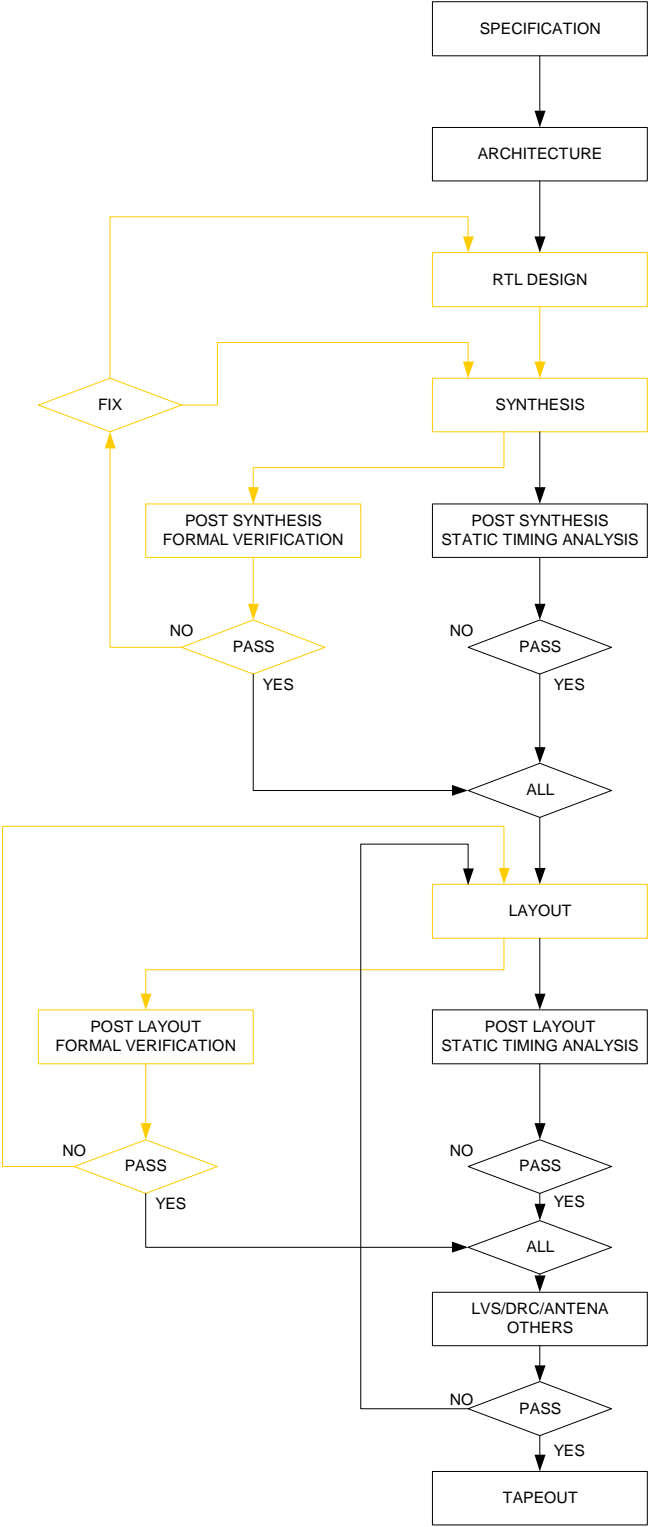 SPECIFICATION
ARCHITECTURE
RTL DESIGN
FIX
SYNTHESIS
POST SYNTHESIS
FORMAL VERIFICATION
POST SYNTHESIS
STATIC TIMING ANALYSIS
NO
PASS
YES
NO
PASS
YES
ALL
LAYOUT
POST LAYOUT
FORMAL VERIFICATION
POST LAYOUT
STATIC TIMING ANALYSIS
NO
PASS
YES
NO
PASS
YES
ALL
LVS/DRC/ANTENA
OTHERS
NO
PASS
YES
TAPEOUT